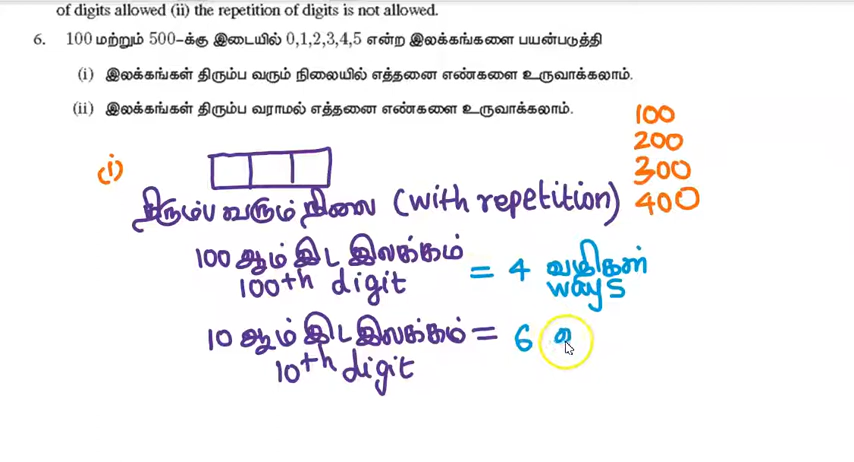 of digits allowed (ii) the repetition of digits is not allowed.
6. 100 மற்றும் 500-க்கு இடையில் 0,1,2,3,4,5 என்ற இலக்கங்களை பயன்படுத்தி
(i) இலக்கங்கள் திரும்ப வரும் நிலையில் எத்தனை எண்களை உருவாக்கலாம்.
(ii) இலக்கங்கள் திரும்ப வராமல் எத்தனை எண்களை உருவாக்கலாம்.
100
200
300
400
(i)
திரும்ப வரும் நிலை (with repetition)
100 ஆம் இட இலக்கம் = 4 வழிகள்
100th digit ways
10 ஆம் இட இலக்கம் = 6
10th digit